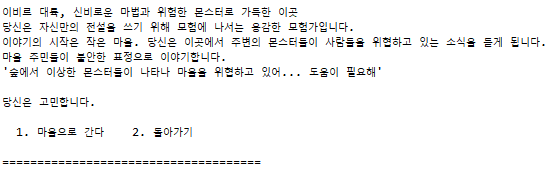 이비르 대륙, 신비로운 마법과 위험한 몬스터로 가득한 이곳
당신은 자신만의 전설을 쓰기 위해 모험에 나서는 용감한 모험가입니다.
이야기의 시작은 작은 마을. 당신은 이곳에서 주변의 몬스터들이 사람들을 위협하고 있는 소식을 듣게 됩니다.
마을 주민들이 불안한 표정으로 이야기합니다.
'숲에서 이상한 몬스터들이 나타나 마을을 위협하고 있어... 도움이 필요해'
당신은 고민합니다.
1. 마을으로 간다    2. 돌아가기
=====================================